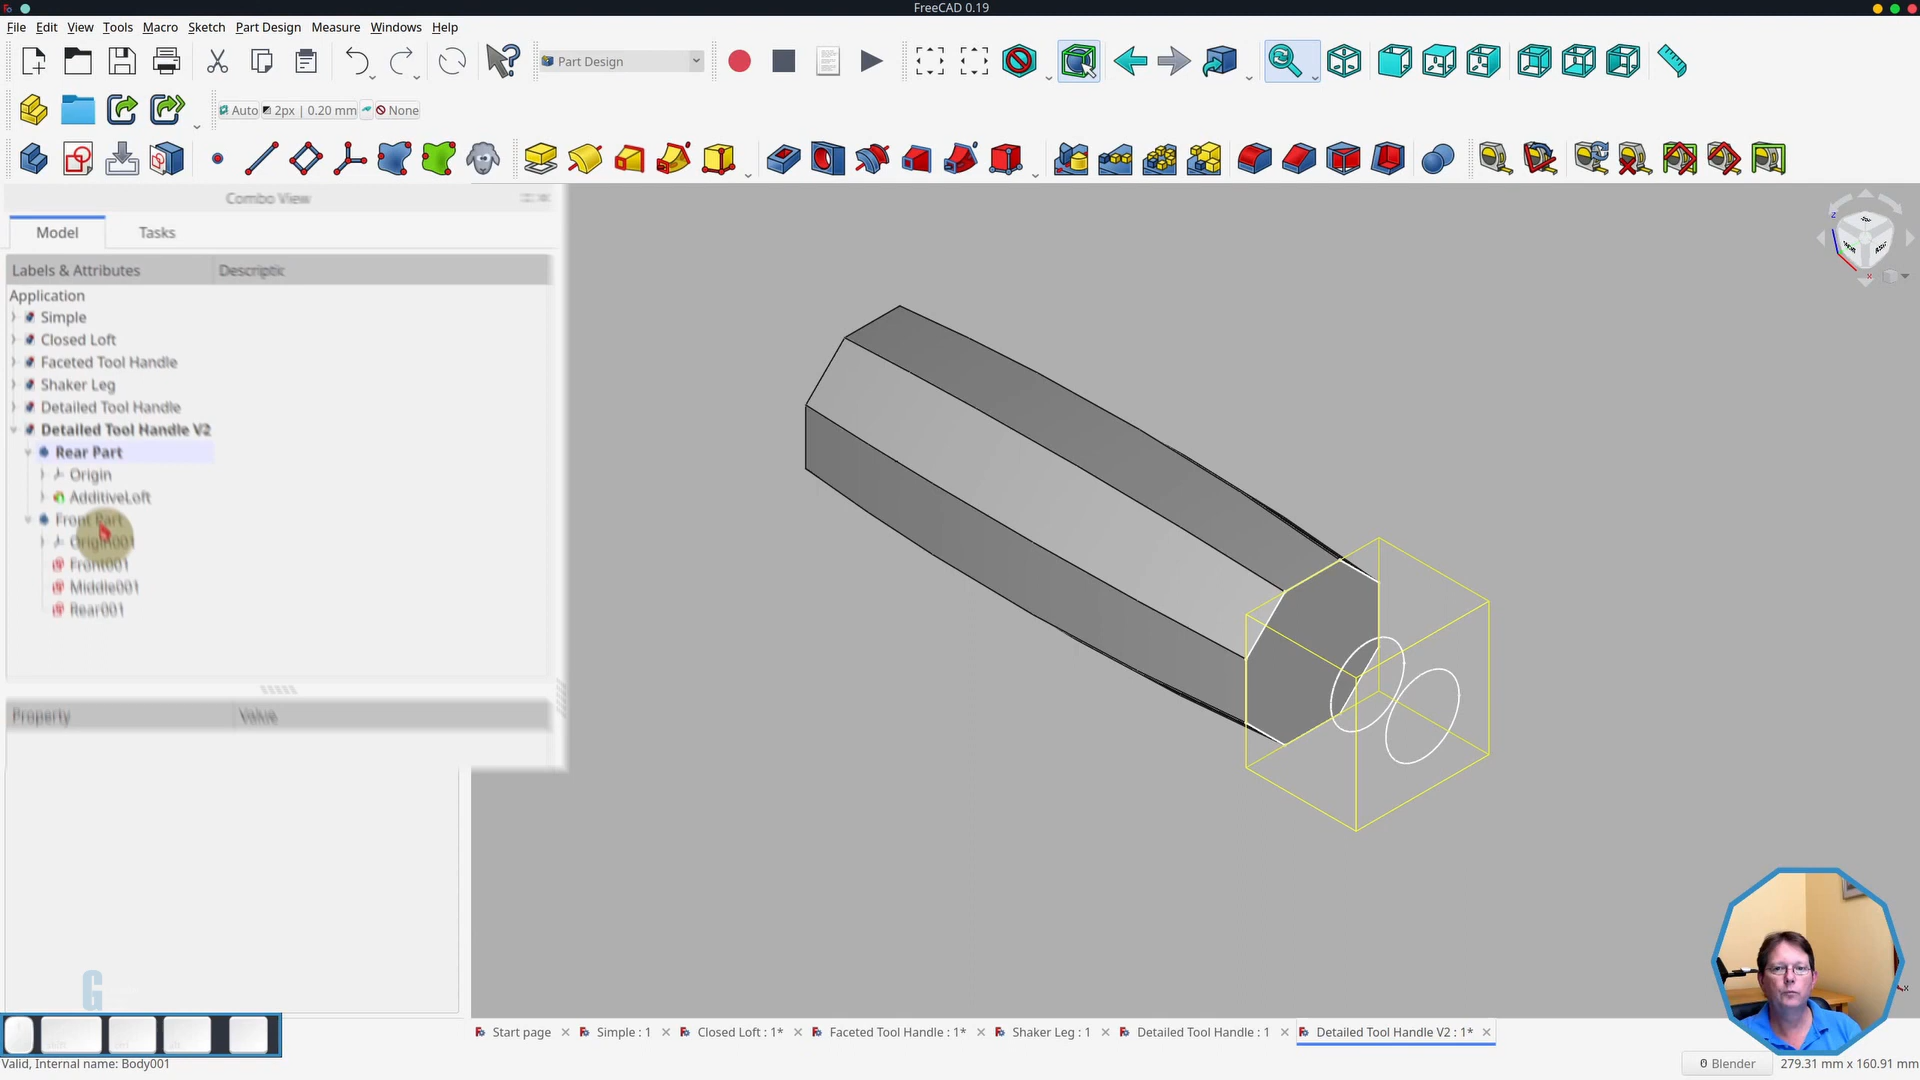 FreeCAD 0.19
File Edit View Tools Macro Sketch Part Design Measure Windows Help
Part Design
Auto 2px | 0.20 mm None
Combo View
Model Tasks
Labels & Attributes Descriptic
Application
Simple
Closed Loft
Faceted Tool Handle
Shaker Leg
Detailed Tool Handle
Detailed Tool Handle V2
Rear Part
Origin
AdditiveLoft
Front Part
Origin001
Front001
Middle001
Rear001
Property Value
G
Start page Simple : 1 Closed Loft : 1* Faceted Tool Handle : 1* Shaker Leg : 1 Detailed Tool Handle : 1 Detailed Tool Handle V2 : 1*
Valid, Internal name: Body001
Blender 279.31 mm x 160.91 mm